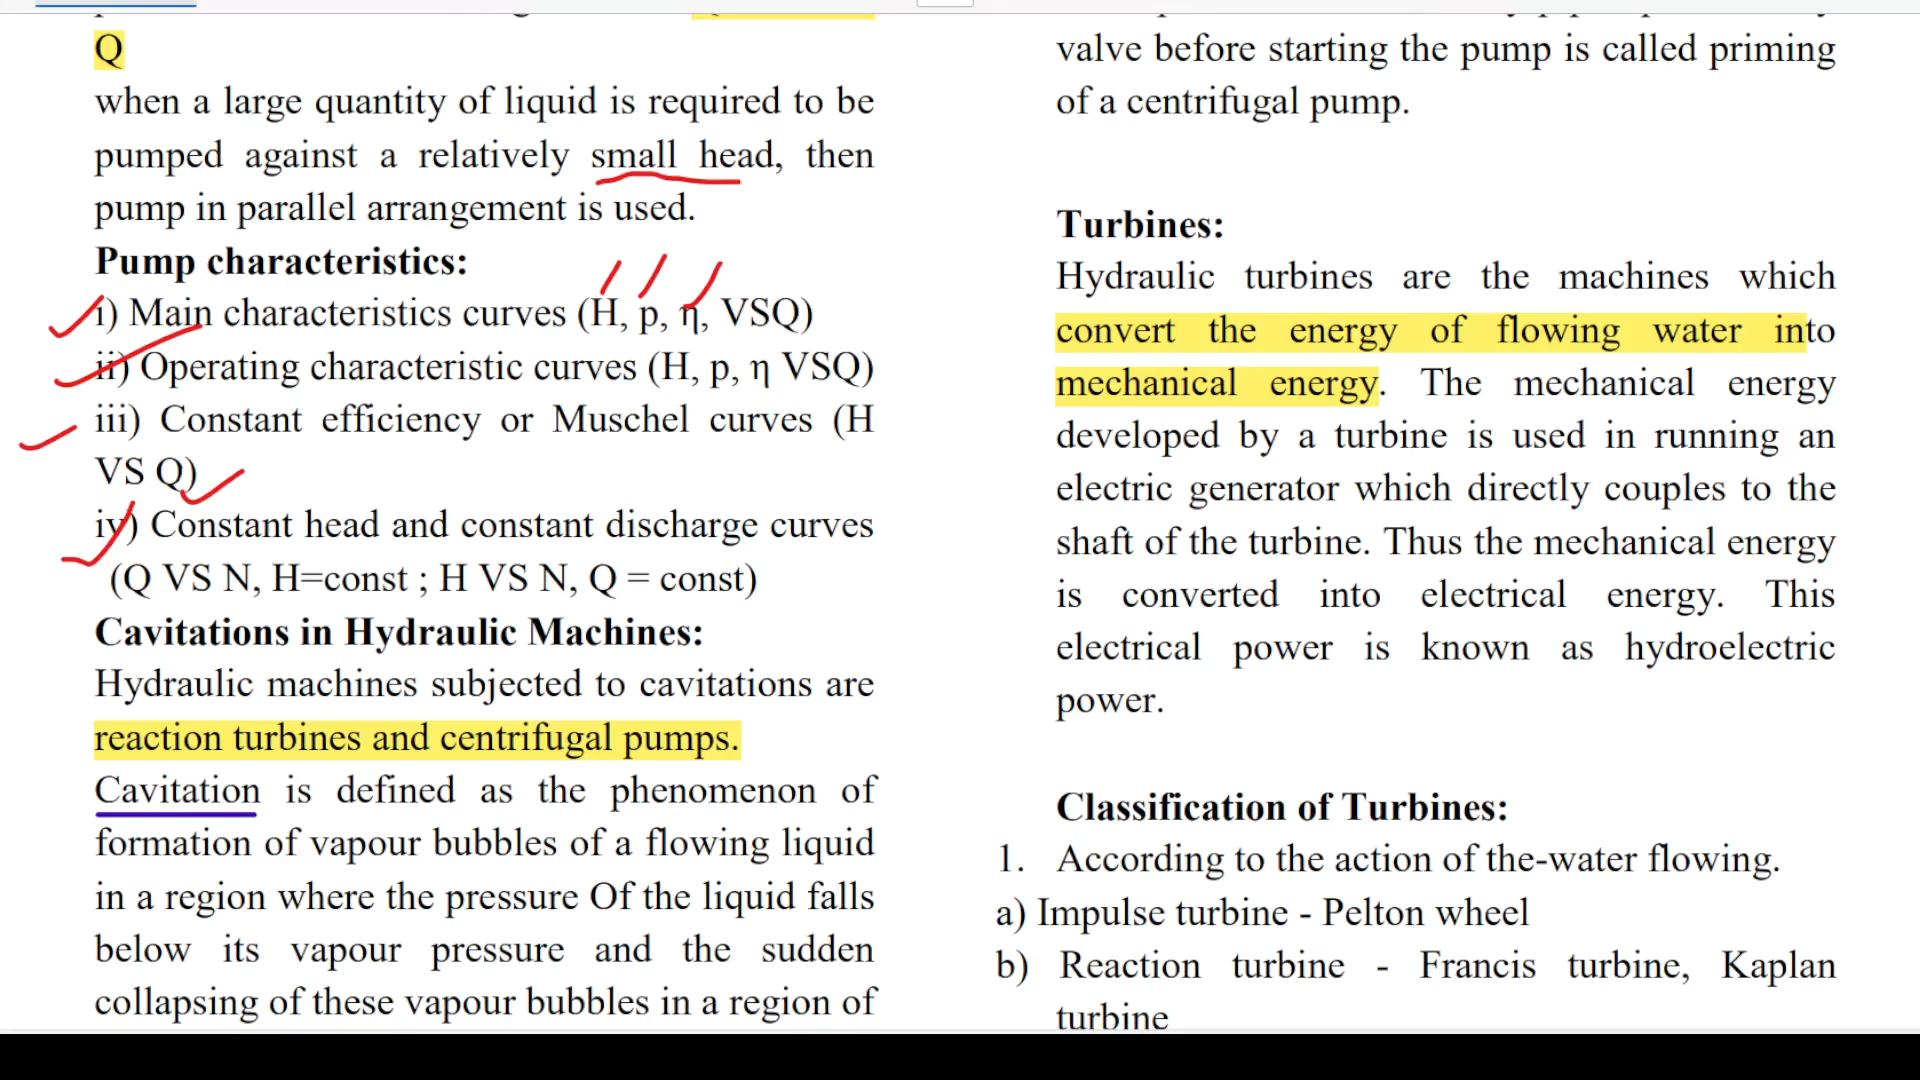 Q
when a large quantity of liquid is required to be
pumped against a relatively small head, then
pump in parallel arrangement is used.
Pump characteristics:
i) Main characteristics curves (H, p, η, VSQ)
ii) Operating characteristic curves (H, p, η VSQ)
iii) Constant efficiency or Muschel curves (H
VS Q)
iv) Constant head and constant discharge curves
(Q VS N, H=const ; H VS N, Q = const)
Cavitations in Hydraulic Machines:
Hydraulic machines subjected to cavitations are
reaction turbines and centrifugal pumps.
Cavitation is defined as the phenomenon of
formation of vapour bubbles of a flowing liquid
in a region where the pressure Of the liquid falls
below its vapour pressure and the sudden
collapsing of these vapour bubbles in a region of
valve before starting the pump is called priming
of a centrifugal pump.
Turbines:
Hydraulic turbines are the machines which
convert the energy of flowing water into
mechanical energy. The mechanical energy
developed by a turbine is used in running an
electric generator which directly couples to the
shaft of the turbine. Thus the mechanical energy
is converted into electrical energy. This
electrical power is known as hydroelectric
power.
Classification of Turbines:
1. According to the action of the-water flowing.
a) Impulse turbine - Pelton wheel
b) Reaction turbine - Francis turbine, Kaplan
turbine